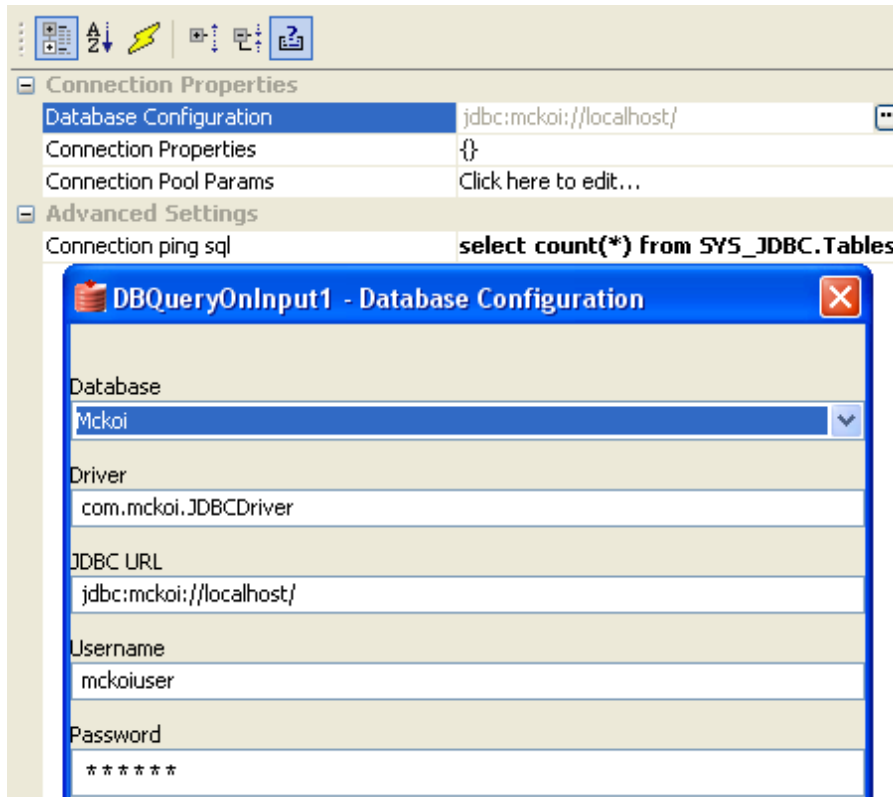 Connection Properties
Database Configuration jdbc:mckoi://localhost/
Connection Properties {}
Connection Pool Params Click here to edit...
Advanced Settings
Connection ping sql select count(*) from SYS_JDBC.Tables
DBQueryOnInput1 - Database Configuration
Database
Mckoi
Driver
com.mckoi.JDBCDriver
JDBC URL
jdbc:mckoi://localhost/
Username
mckoiuser
Password
******